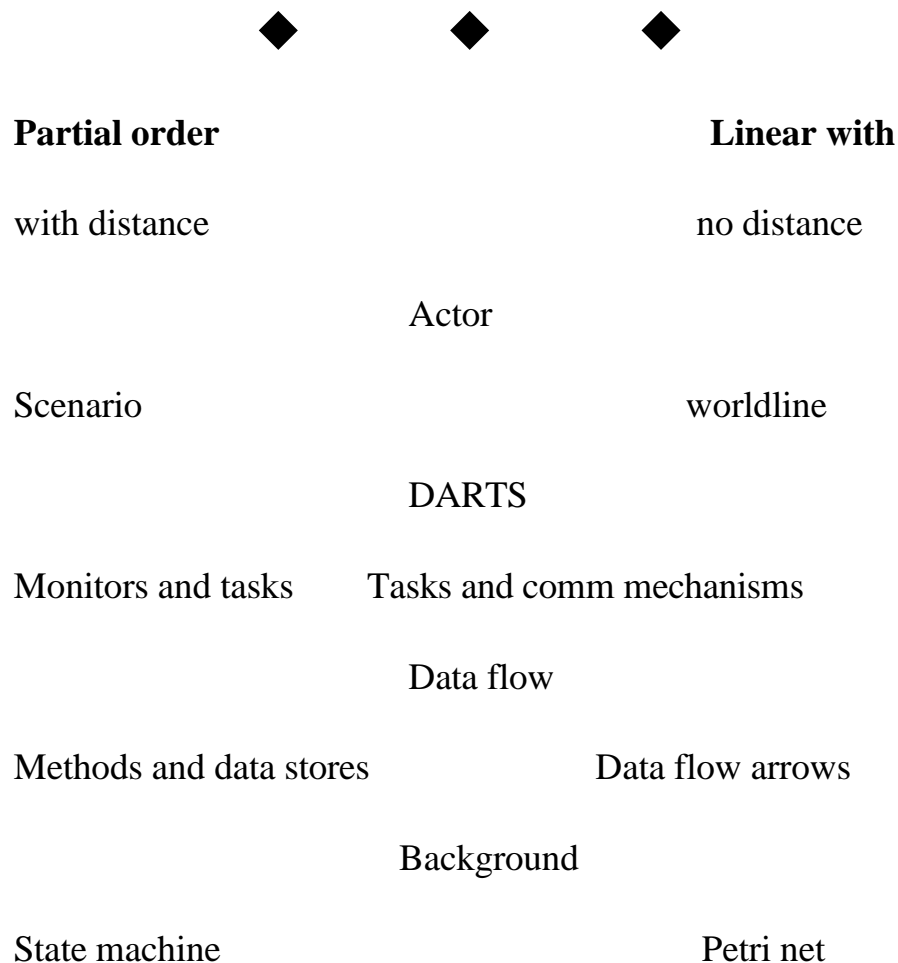 Partial order Linear with
with distance no distance
Actor
Scenario worldline
DARTS
Monitors and tasks Tasks and comm mechanisms
Data flow
Methods and data stores Data flow arrows
Background
State machine Petri net